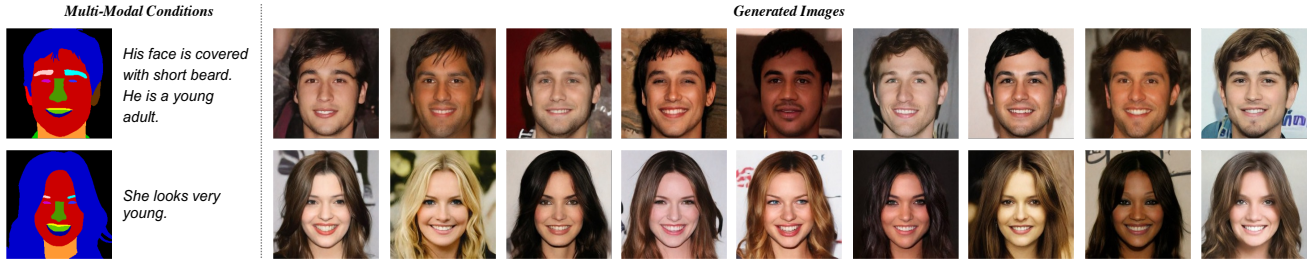 Multi-Modal Conditions
Generated Images
His face is covered
with short beard.
He is a young
adult.
She looks very
young.